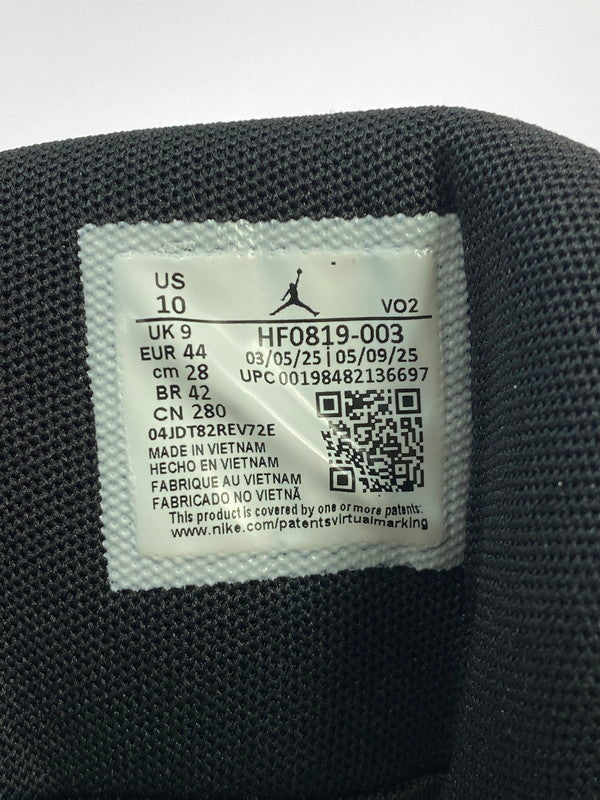 US
10
VO2
UK 9
HF0819-003
EUR 44
03/05/25 | 05/09/25
cm 28
UPC 00198482136697
BR 42
CN 280
04JDT82REV72E
MADE IN VIETNAM
HECHO EN VIETNAM
FABRIQUE AU VIETNAM
FABRICADO NO VIETNÃ
This product is covered by one or more patents:
www.nike.com/patentsvirtualmarking